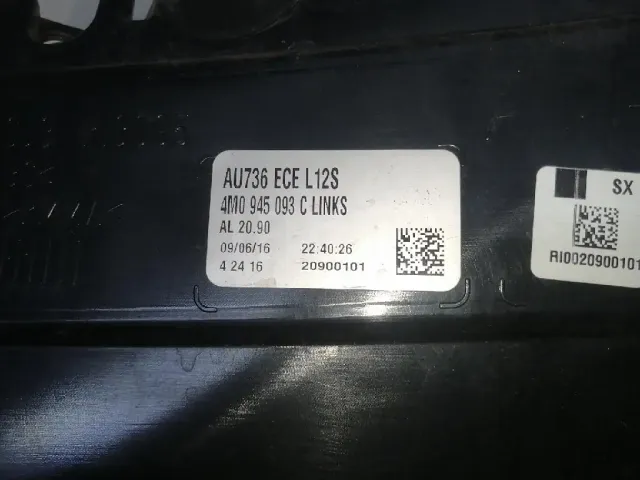 AU736 ECE L12S
4M0 945 093 C LINKS
AL 20.90
09/06/16 22:40:26
4 24 16 20900101
SX
RI0020900101